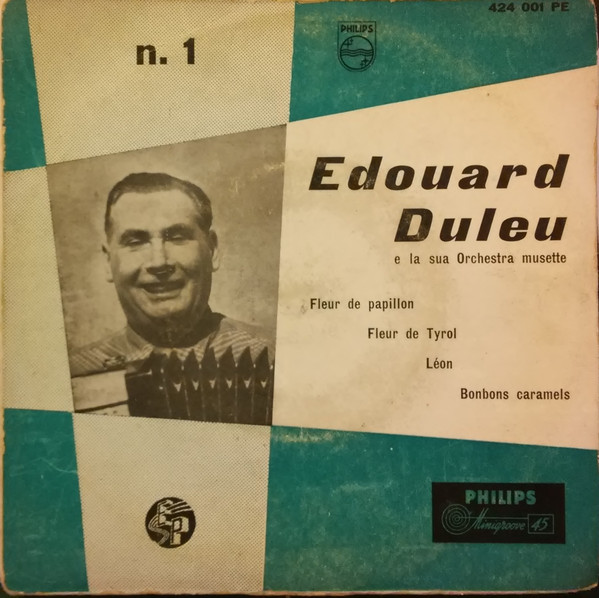 424 001 PE
n. 1
PHILIPS
Edouard
Duleu
e la sua Orchestra musette
Fleur de papillon
Fleur de Tyrol
Léon
Bonbons caramels
PHILIPS
Minigroove 45
EP